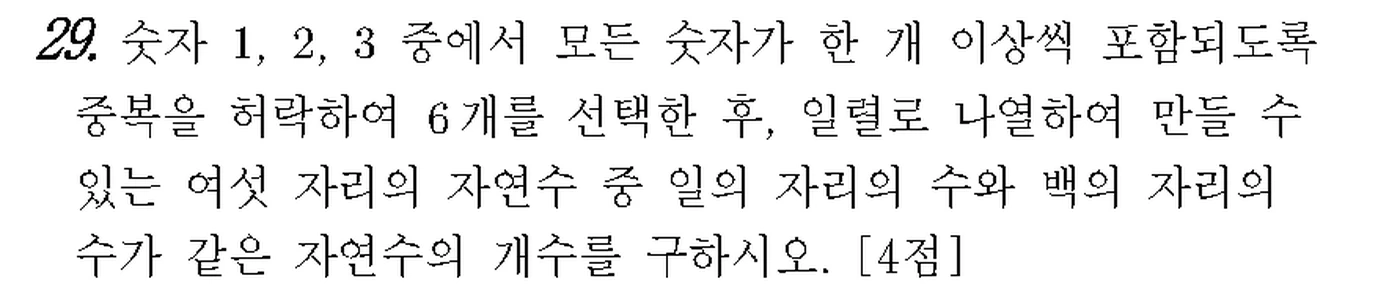 29. 숫자 1, 2, 3 중에서 모든 숫자가 한 개 이상씩 포함되도록
중복을 허락하여 6개를 선택한 후, 일렬로 나열하여 만들 수
있는 여섯 자리의 자연수 중 일의 자리의 수와 백의 자리의
수가 같은 자연수의 개수를 구하시오. [4점]